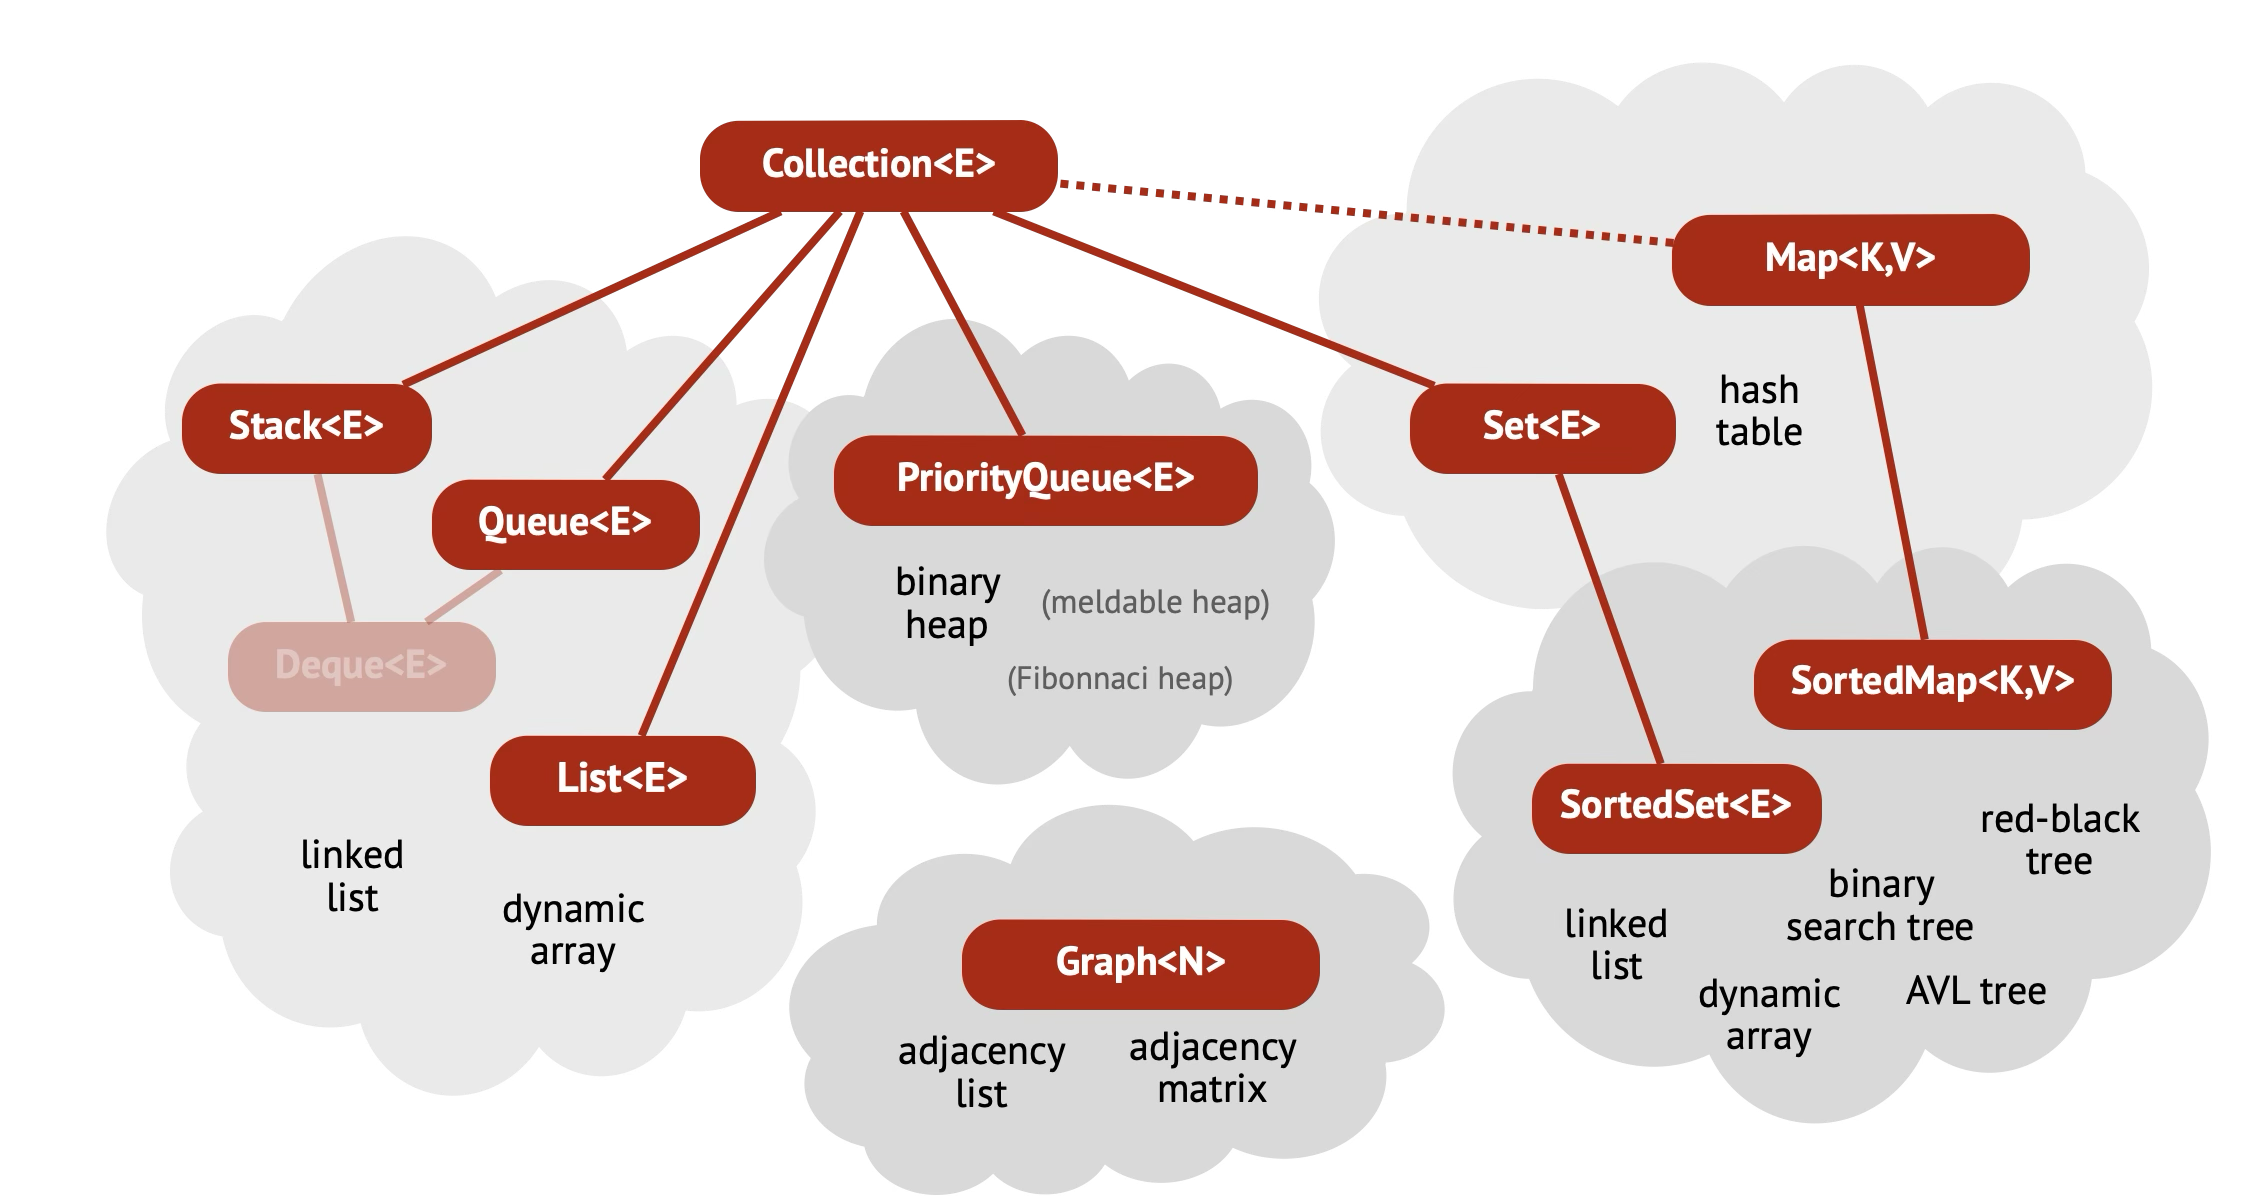 Collection<E>
Map<K,V>
Stack<E>
Set<E>
hash
table
Queue<E>
PriorityQueue<E>
binary
heap
(meldable heap)
(Fibonnaci heap)
Deque<E>
SortedMap<K,V>
List<E>
SortedSet<E>
red-black
tree
linked
list
dynamic
array
binary
search tree
linked
list
dynamic
array
AVL tree
Graph<N>
adjacency
list
adjacency
matrix